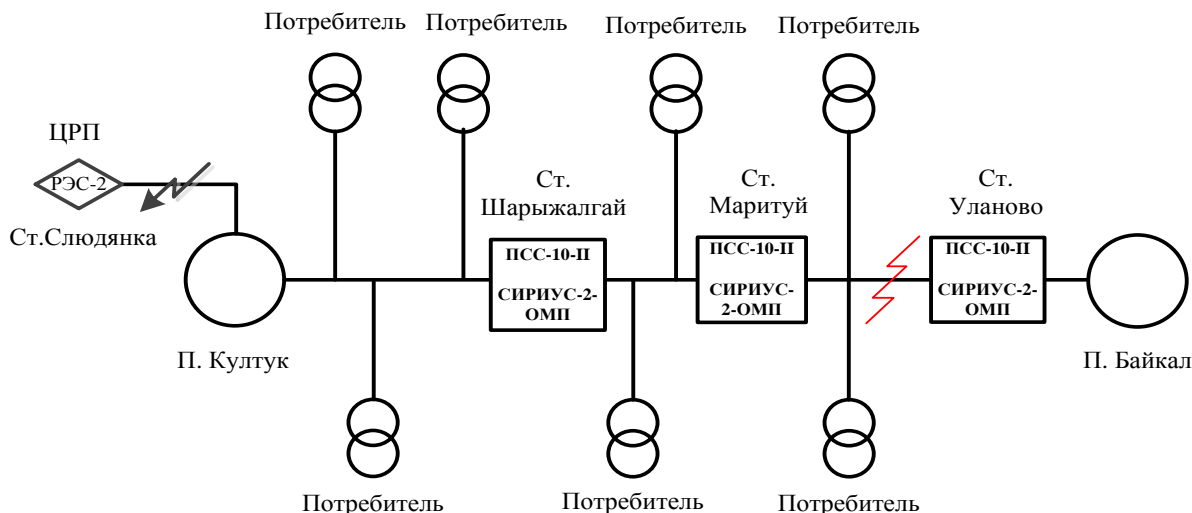 Потребитель
Потребитель
Потребитель
Потребитель
ЦРП
РЭС-2
Ст.Слюдянка
Ст.
Шарыжалгай
Ст.
Маритуй
Ст.
Уланово
ПСС-10-П
СИРИУС-2-
ОМП
ПСС-10-П
СИРИУС-
2-ОМП
ПСС-10-П
СИРИУС-2-
ОМП
П. Култук
П. Байкал
Потребитель
Потребитель
Потребитель